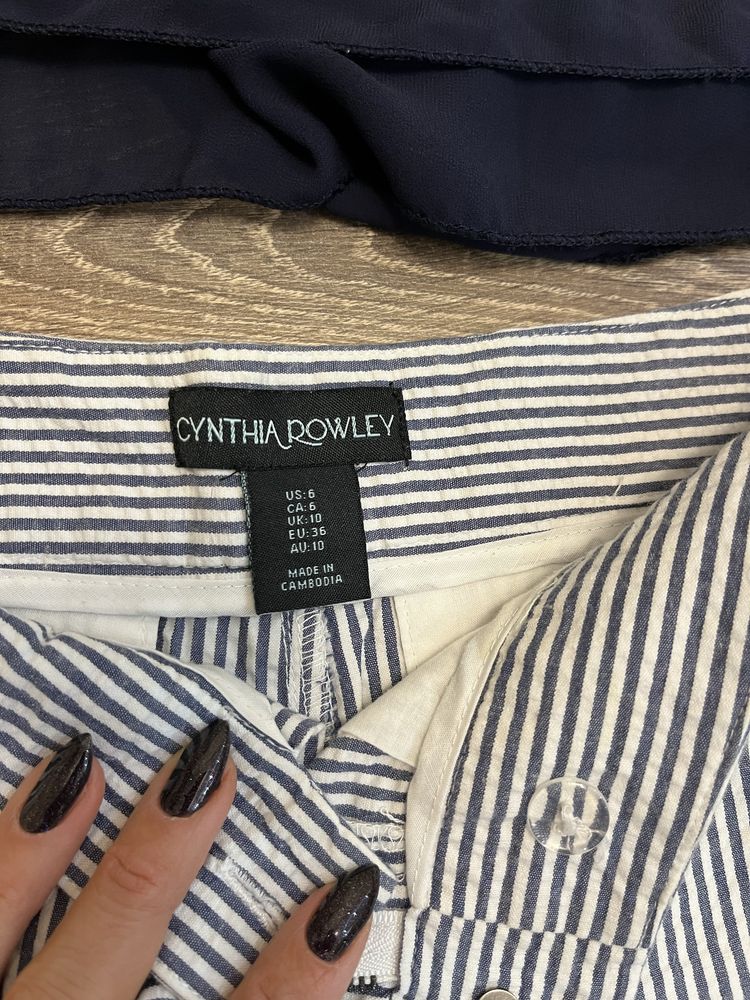 CYNTHIA ROWLEY
US:6
CA:6
UK:10
EU:36
AU:10
MADE IN
CAMBODIA